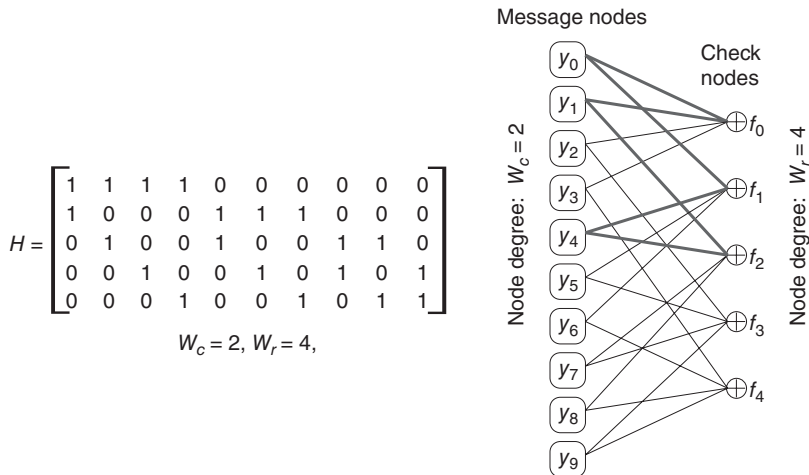 Message nodes
Check
nodes
y0
y1
y2
y3
y4
y5
y6
y7
y8
y9
Node degree: Wc = 2
f0
f1
f2
f3
f4
Node degree: Wr = 4
H =
1 1 1 1 0 0 0 0 0 0
1 0 0 0 1 1 1 0 0 0
0 1 0 0 1 0 0 1 1 0
0 0 1 0 0 1 0 1 0 1
0 0 0 1 0 0 1 0 1 1
Wc = 2, Wr = 4,